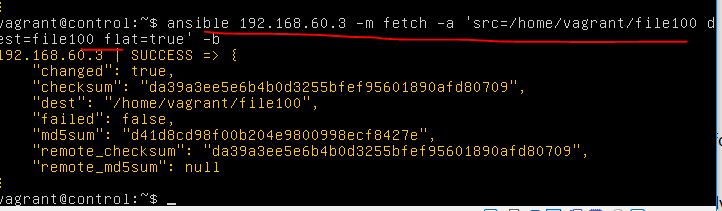 vagrant@control:~$ ansible 192.168.60.3 -m fetch -a 'src=/home/vagrant/file100 d
est=file100 flat=true' -b
192.168.60.3 | SUCCESS => {
    "changed": true,
    "checksum": "da39a3ee5e6b4b0d3255bfef95601890afd80709",
    "dest": "/home/vagrant/file100",
    "failed": false,
    "md5sum": "d41d8cd98f00b204e9800998ecf8427e",
    "remote_checksum": "da39a3ee5e6b4b0d3255bfef95601890afd80709",
    "remote_md5sum": null
}
vagrant@control:~$ _